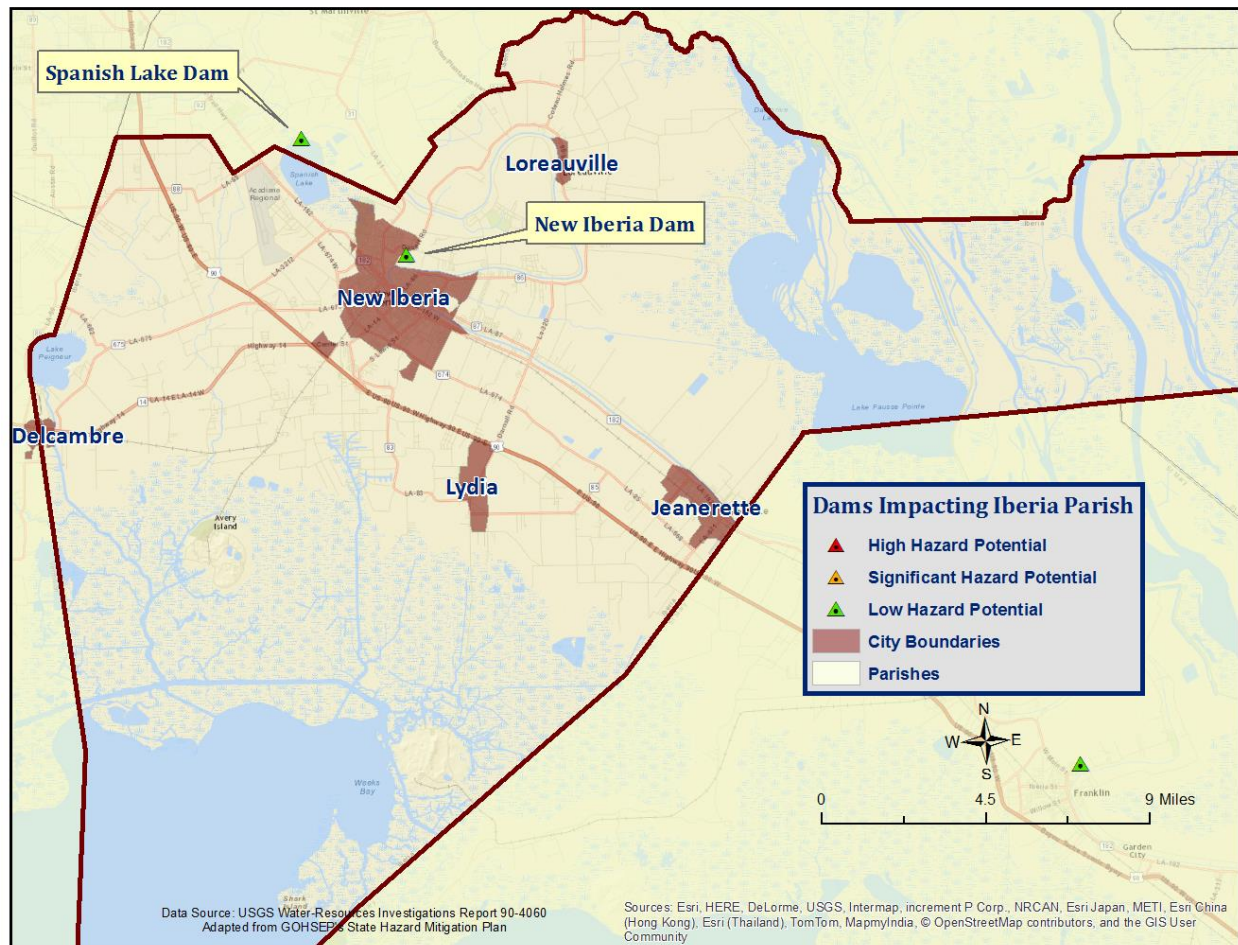 St Martinville
Spanish Lake Dam
Loreauville
Spanish
Lake
Acadiana
Regional
New Iberia Dam
New Iberia
Lake
Peigneur
Highway 14
Delcambre
Lydia
Jeanerette
Lake Fausse Pointe
Avery
Island
Weeks
Bay
Shark
Island
Dams Impacting Iberia Parish
High Hazard Potential
Significant Hazard Potential
Low Hazard Potential
City Boundaries
Parishes
N
W E
S
Franklin
0 4.5 9 Miles
Garden
City
Data Source: USGS Water-Resources Investigations Report 90-4060
Adapted from GOHSEP's State Hazard Mitigation Plan
Sources: Esri, HERE, DeLorme, USGS, Intermap, increment P Corp., NRCAN, Esri Japan, METI, Esri China
(Hong Kong), Esri (Thailand), TomTom, MapmyIndia, © OpenStreetMap contributors, and the GIS User
Community